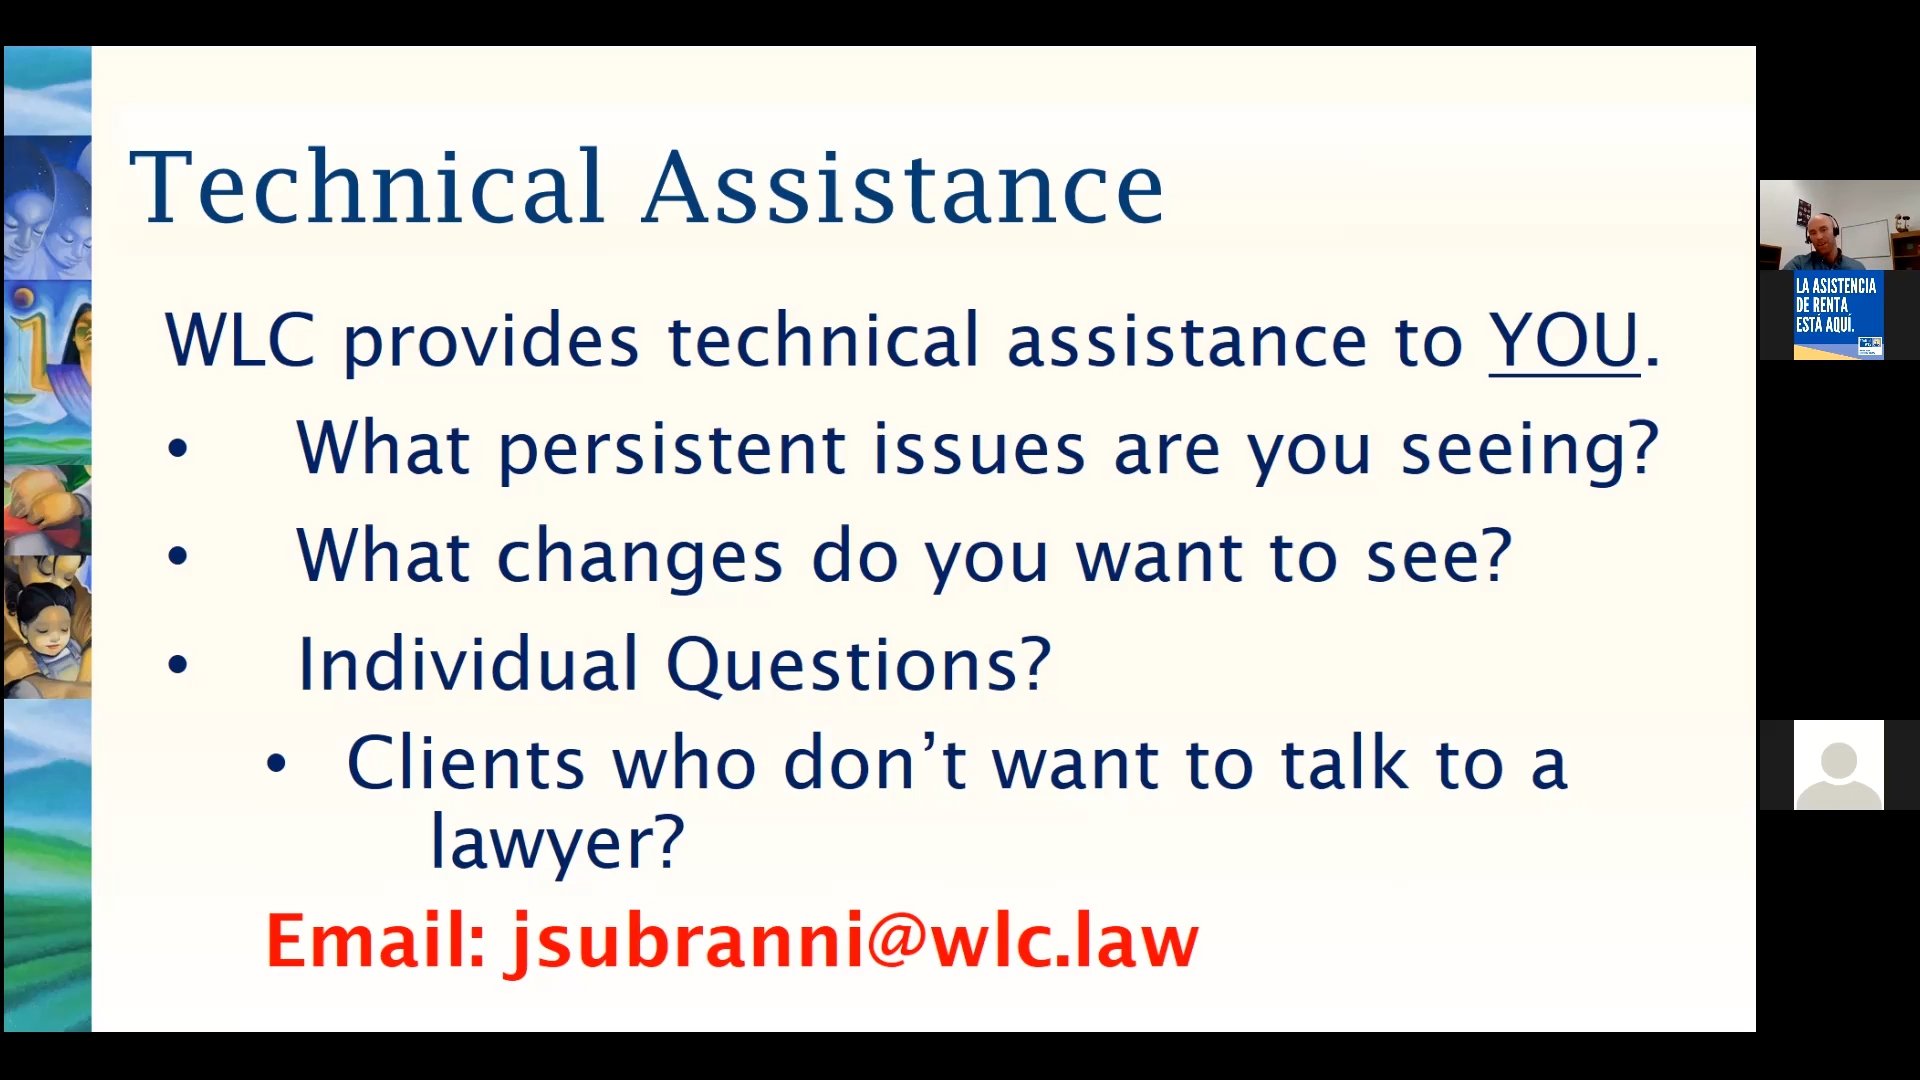 Technical Assistance
WLC provides technical assistance to YOU.
• What persistent issues are you seeing?
• What changes do you want to see?
• Individual Questions?
• Clients who don’t want to talk to a
lawyer?
Email: jsubranni@wlc.law
LA ASISTENCIA
DE RENTA
ESTÁ AQUÍ.